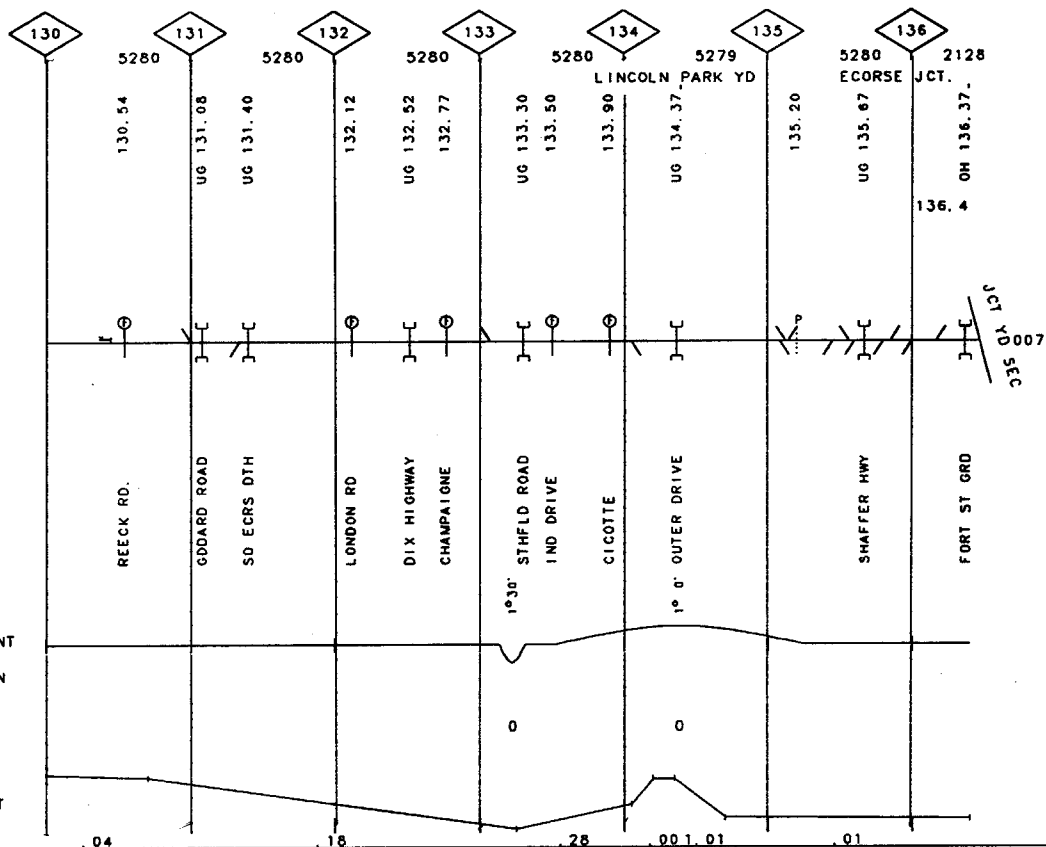 130 131 132 133 134 135 136
5280 5280 5280 5280 5279 5280 2128
LINCOLN PARK YD ECORSE JCT.
130.54
UG 131.08
UG 131.40
132.12
UG 132.52
132.77
UG 133.30
133.50
133.90
UG 134.37
135.20
UG 135.67
OH 136.37
136.4
P
JCT YD SEC
0007
REECK RD.
GDDARD ROAD
SO ECRS DTH
LONDON RD
DIX HIGHWAY
CHAMPAIGNE
STHFLD ROAD
IND DRIVE
CICOTTE
OUTER DRIVE
SHAFFER HWY
FORT ST GRD
1°30'
1° 0'
NT
N
0 0
T
.04 .18 .28 .00 1.01 .01